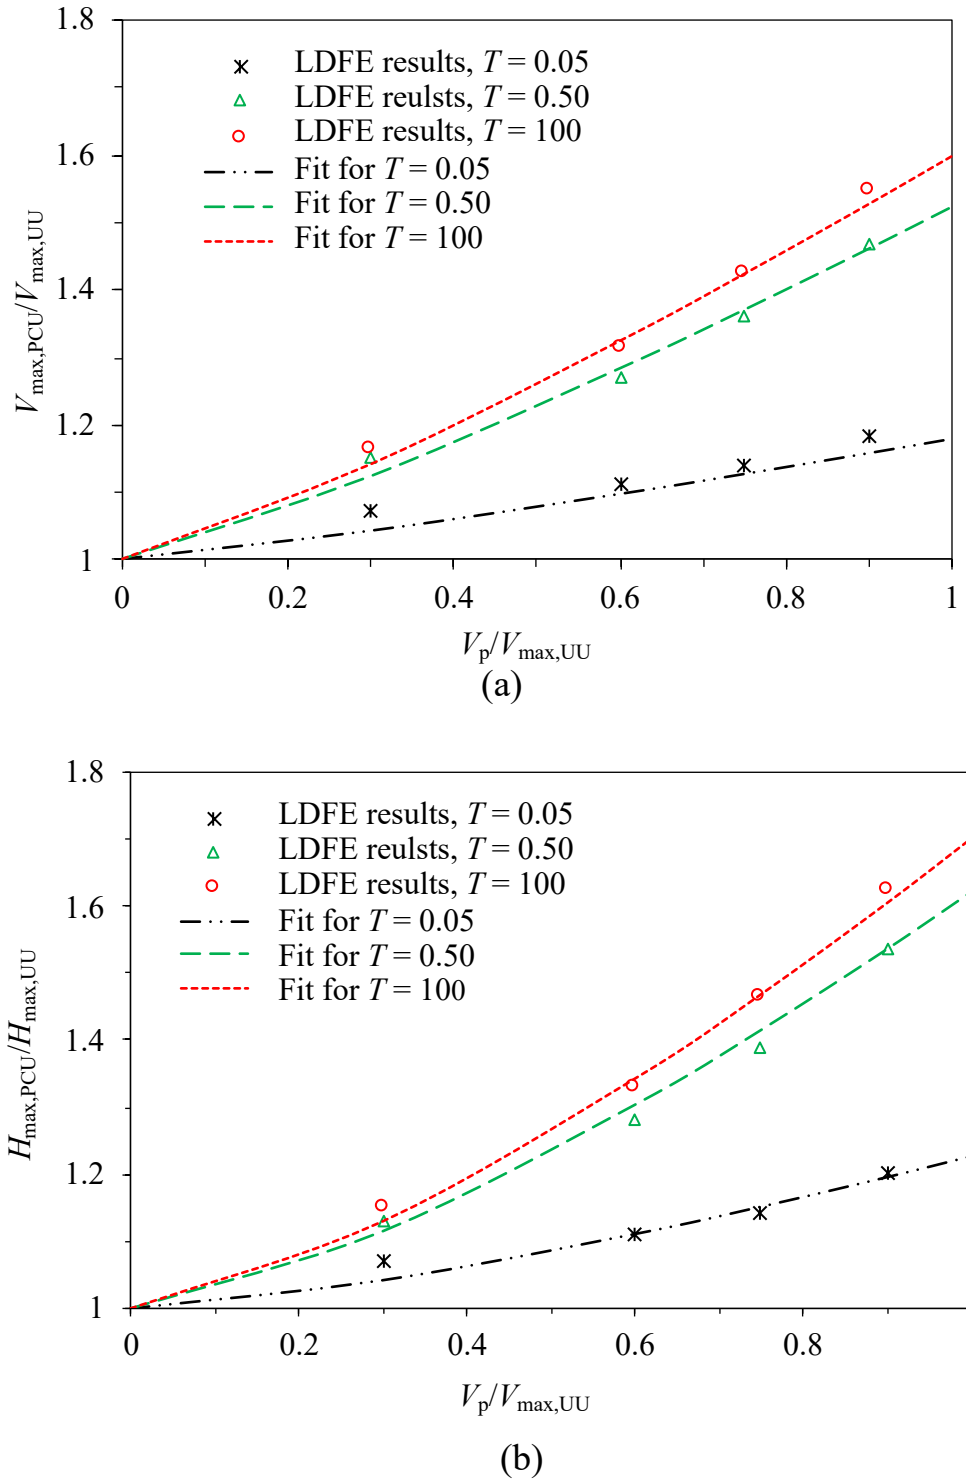 1.8
LDFE results, T = 0.05
LDFE reulsts, T = 0.50
LDFE results, T = 100
Fit for T = 0.05
Fit for T = 0.50
Fit for T = 100
1.6
1.4
1.2
1
Vmax,PCU/Vmax,UU
0 0.2 0.4 0.6 0.8 1
Vp/Vmax,UU
(a)
1.8
LDFE results, T = 0.05
LDFE reulsts, T = 0.50
LDFE results, T = 100
Fit for T = 0.05
Fit for T = 0.50
Fit for T = 100
1.6
1.4
1.2
1
Hmax,PCU/Hmax,UU
0 0.2 0.4 0.6 0.8
Vp/Vmax,UU
(b)